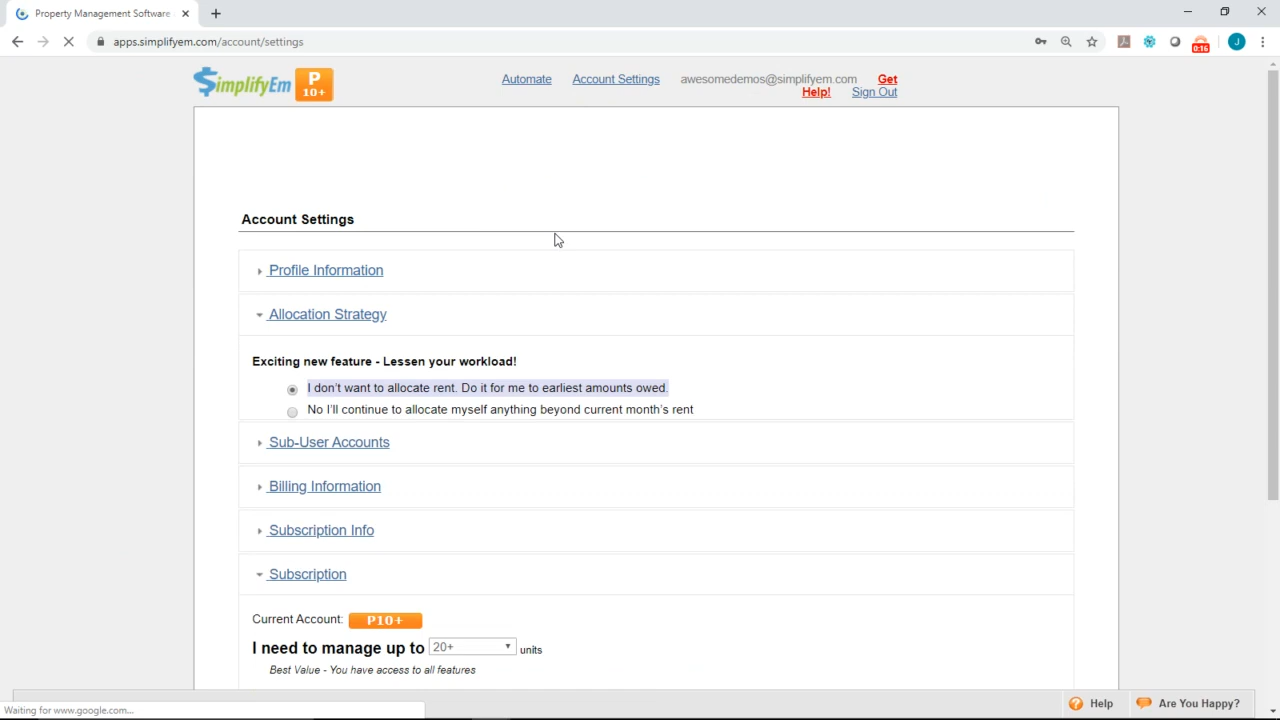 Property Management Software
apps.simplifyem.com/account/settings
0:16
J
$implifyEm P 10+
Automate Account Settings awesomedemos@simplifyem.com Get Help! Sign Out
Account Settings
Profile Information
Allocation Strategy
Exciting new feature - Lessen your workload!
I don't want to allocate rent. Do it for me to earliest amounts owed.
No I'll continue to allocate myself anything beyond current month's rent
Sub-User Accounts
Billing Information
Subscription Info
Subscription
Current Account: P10+
I need to manage up to 20+ units
Best Value - You have access to all features
Waiting for www.google.com...
Help Are You Happy?